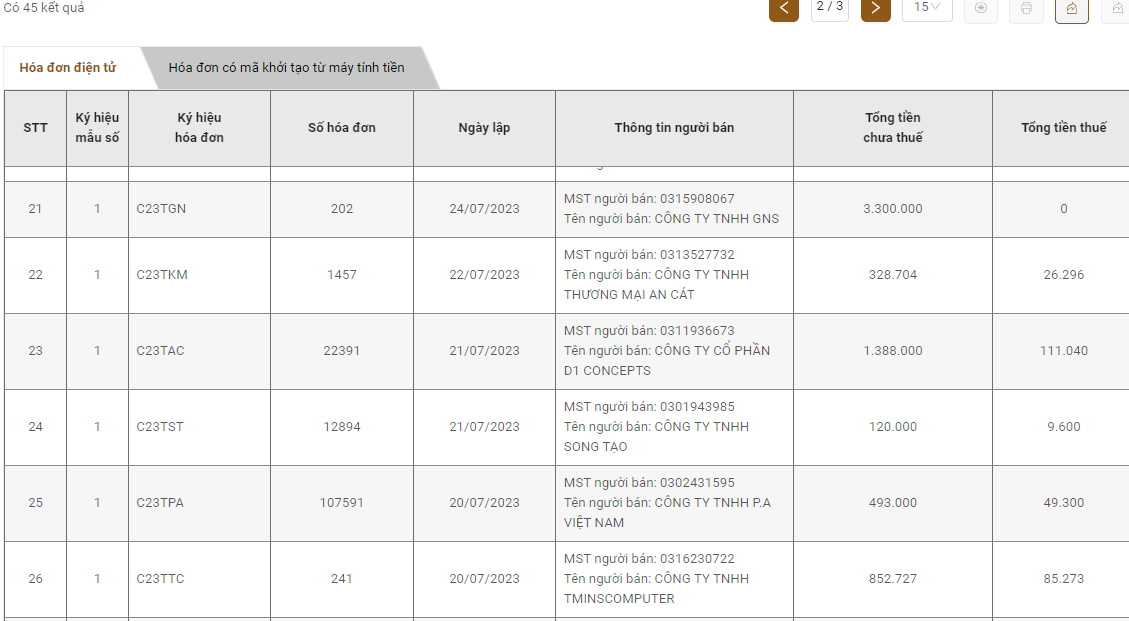 Có 45 kết quả
2 / 3
15
Hóa đơn điện tử
Hóa đơn có mã khởi tạo từ máy tính tiền
STT
Ký hiệu
mẫu số
Ký hiệu
hóa đơn
Số hóa đơn
Ngày lập
Thông tin người bán
Tổng tiền
chưa thuế
Tổng tiền thuế
21
1
C23TGN
202
24/07/2023
MST người bán: 0315908067
Tên người bán: CÔNG TY TNHH GNS
3.300.000
0
22
1
C23TKM
1457
22/07/2023
MST người bán: 0313527732
Tên người bán: CÔNG TY TNHH
THƯƠNG MẠI AN CÁT
328.704
26.296
23
1
C23TAC
22391
21/07/2023
MST người bán: 0311936673
Tên người bán: CÔNG TY CỔ PHẦN
D1 CONCEPTS
1.388.000
111.040
24
1
C23TST
12894
21/07/2023
MST người bán: 0301943985
Tên người bán: CÔNG TY TNHH
SONG TẠO
120.000
9.600
25
1
C23TPA
107591
20/07/2023
MST người bán: 0302431595
Tên người bán: CÔNG TY TNHH P.A
VIỆT NAM
493.000
49.300
26
1
C23TTC
241
20/07/2023
MST người bán: 0316230722
Tên người bán: CÔNG TY TNHH
TMINSCOMPUTER
852.727
85.273